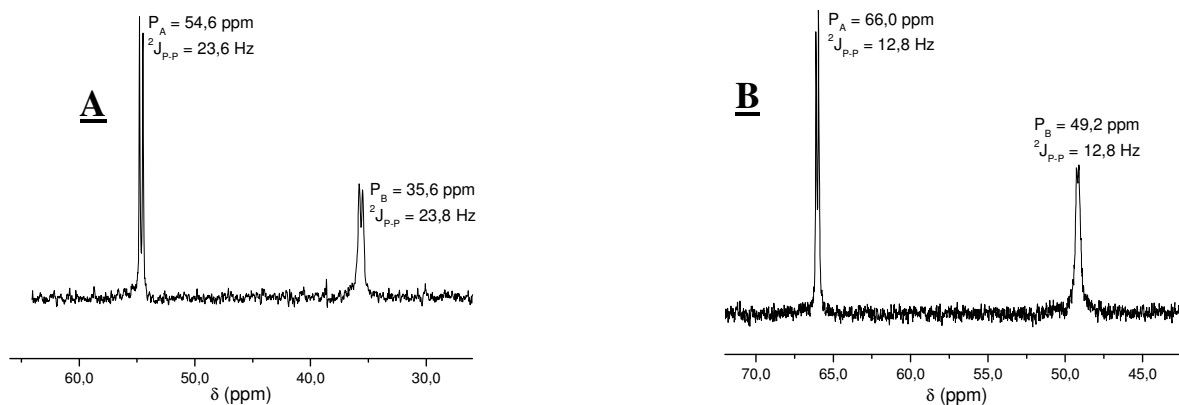 P_A = 54,6 ppm
²J_P-P = 23,6 Hz
A
P_B = 35,6 ppm
²J_P-P = 23,8 Hz
60,0 50,0 40,0 30,0
δ (ppm)
P_A = 66,0 ppm
²J_P-P = 12,8 Hz
B
P_B = 49,2 ppm
²J_P-P = 12,8 Hz
70,0 65,0 60,0 55,0 50,0 45,0
δ (ppm)